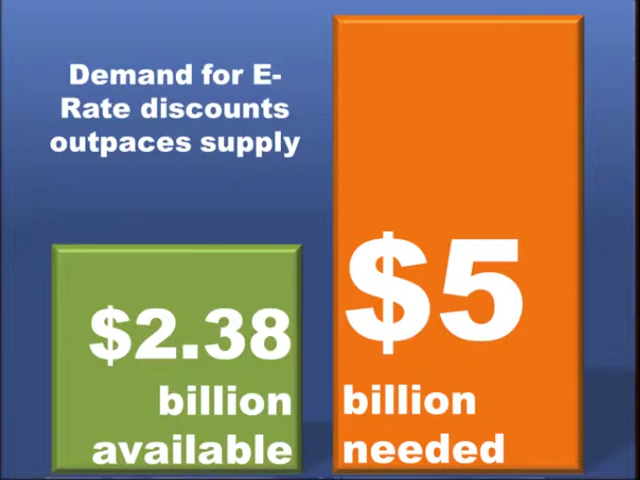 Demand for E-
Rate discounts
outpaces supply
$2.38
billion
available
$5
billion
needed